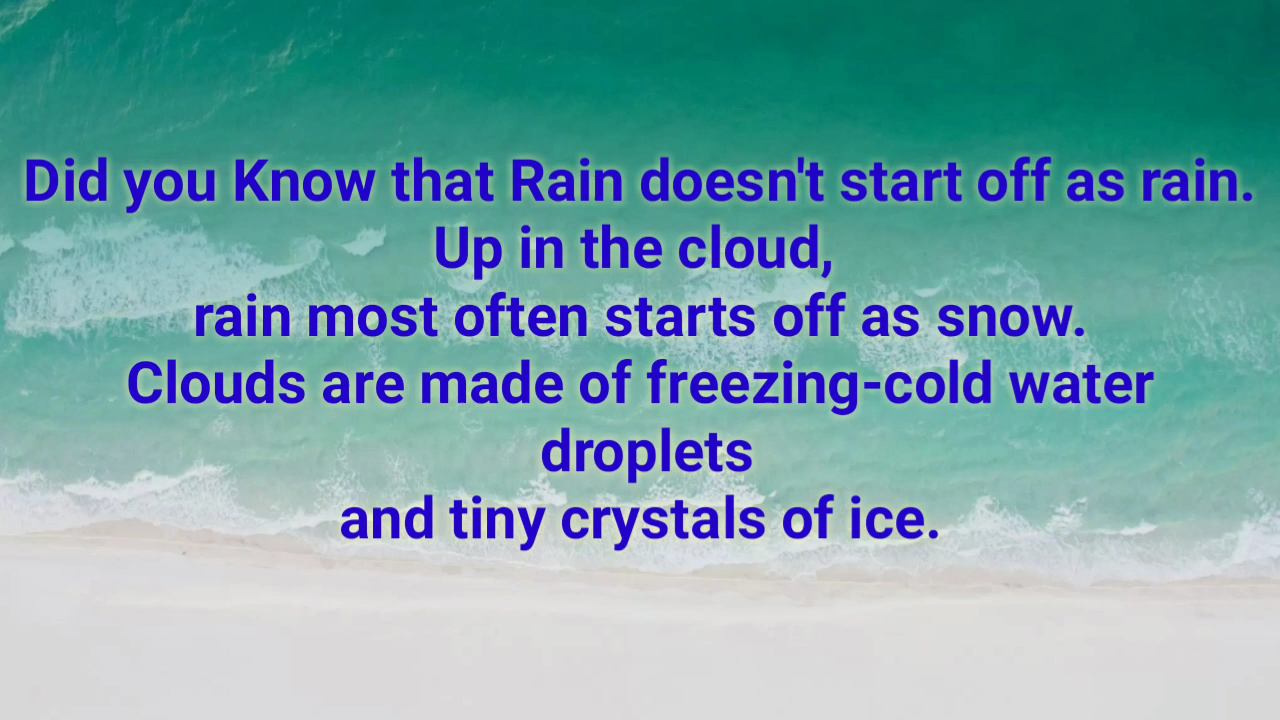 Did you Know that Rain doesn't start off as rain.
Up in the cloud,
rain most often starts off as snow.
Clouds are made of freezing-cold water
droplets
and tiny crystals of ice.